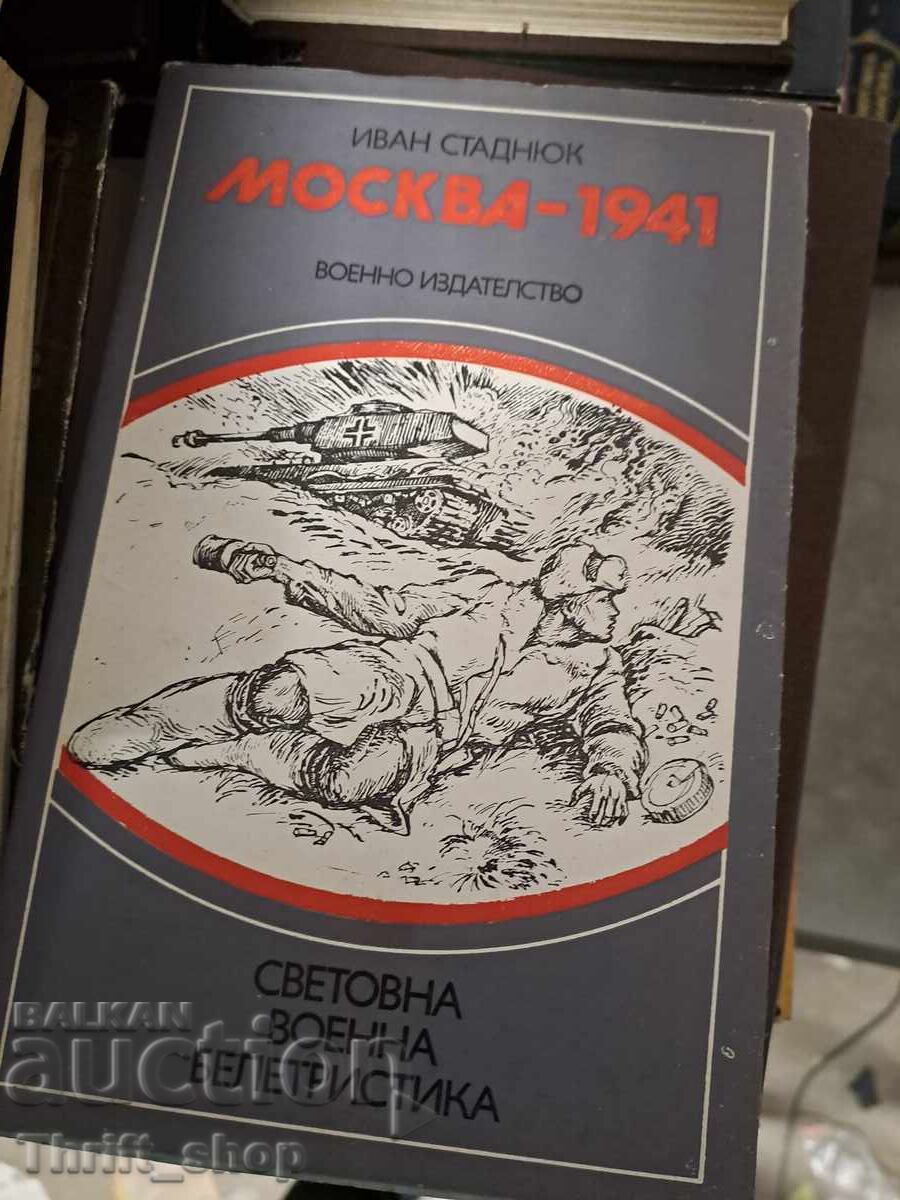 ИВАН СТАДНЮК
МОСКВА-1941
ВОЕННО ИЗДАТЕЛСТВО
СВЕТОВНА
ВОЕННА
БЕЛЕТРИСТИКА
BALKAN
auction
Thrift_shop